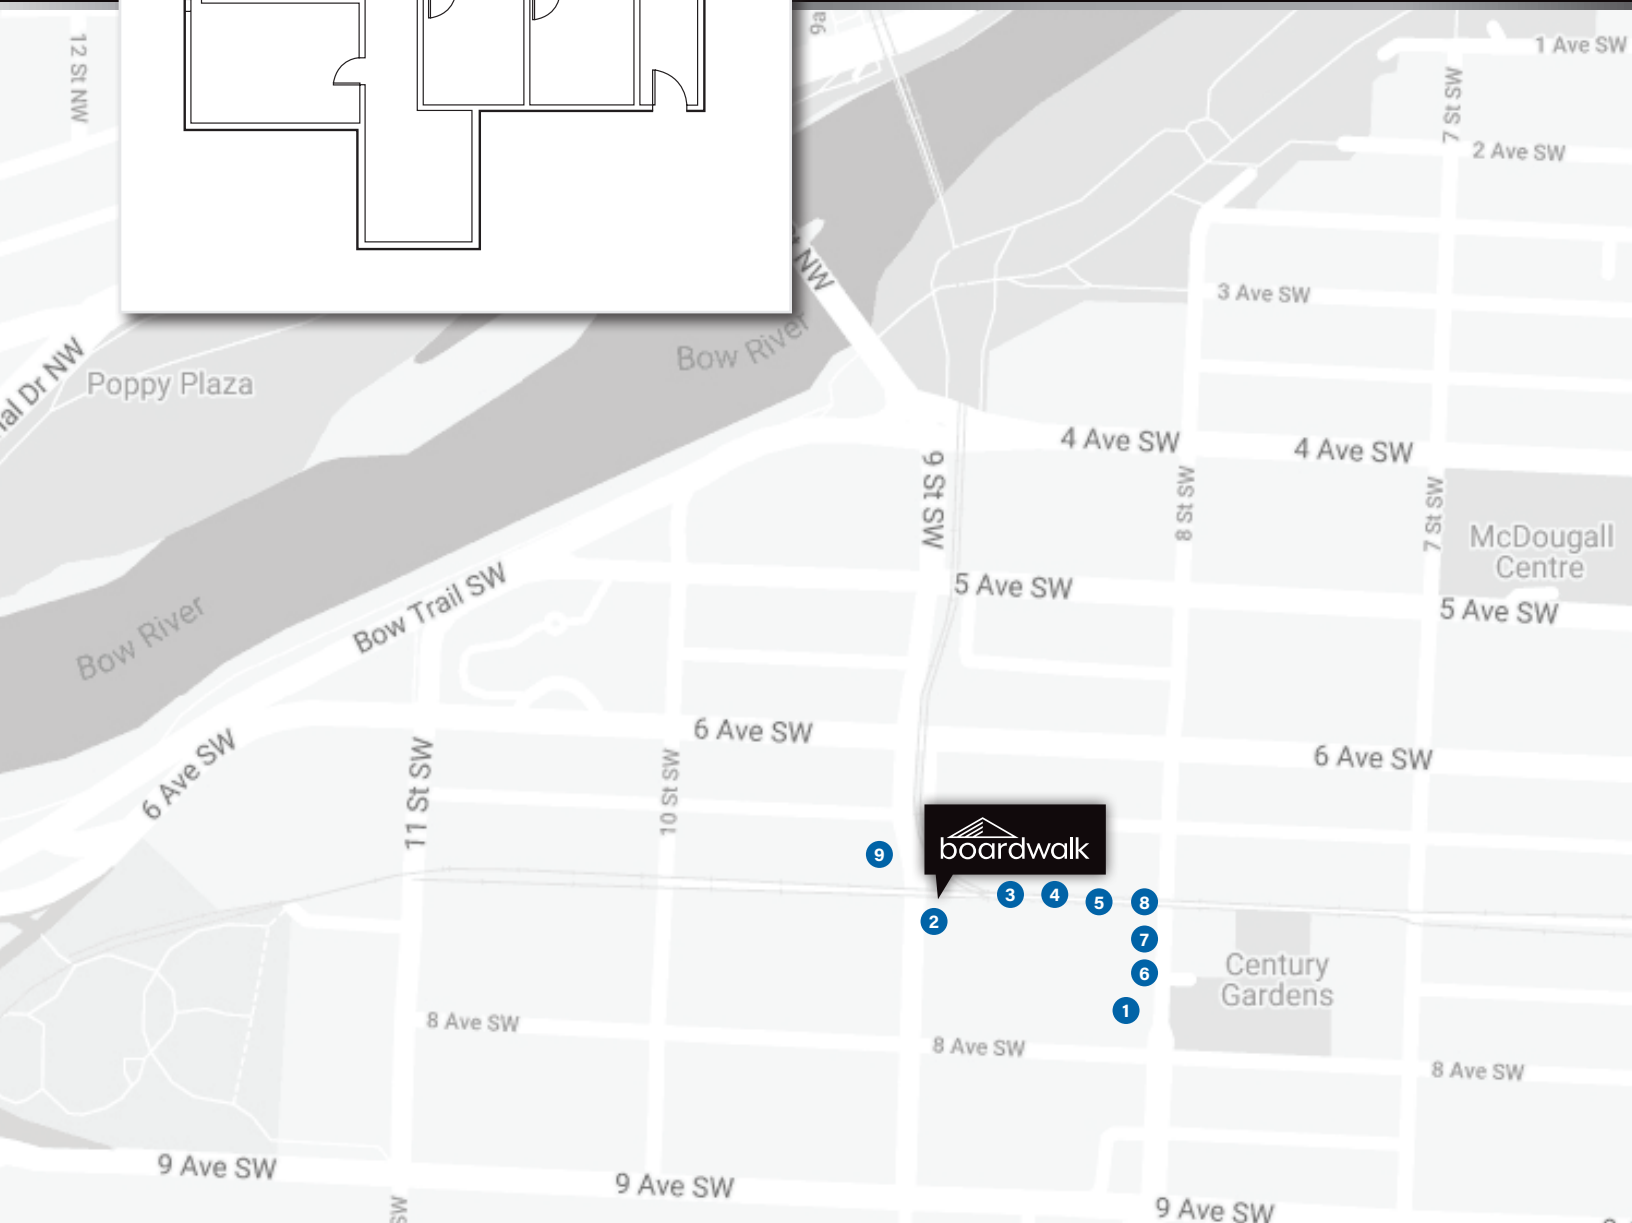 12 St NW
9a
1 Ave SW
7 St SW
2 Ave SW
NW
3 Ave SW
Bow River
Poppy Plaza
4 Ave SW
4 Ave SW
9 St SW
8 St SW
7 St SW
McDougall
Centre
5 Ave SW
5 Ave SW
Bow Trail SW
Bow River
6 Ave SW
6 Ave SW
6 Ave SW
11 St SW
10 St SW
boardwalk
9
3
4
5
8
2
7
6
1
Century
Gardens
8 Ave SW
8 Ave SW
8 Ave SW
9 Ave SW
9 Ave SW
9 Ave SW
SW